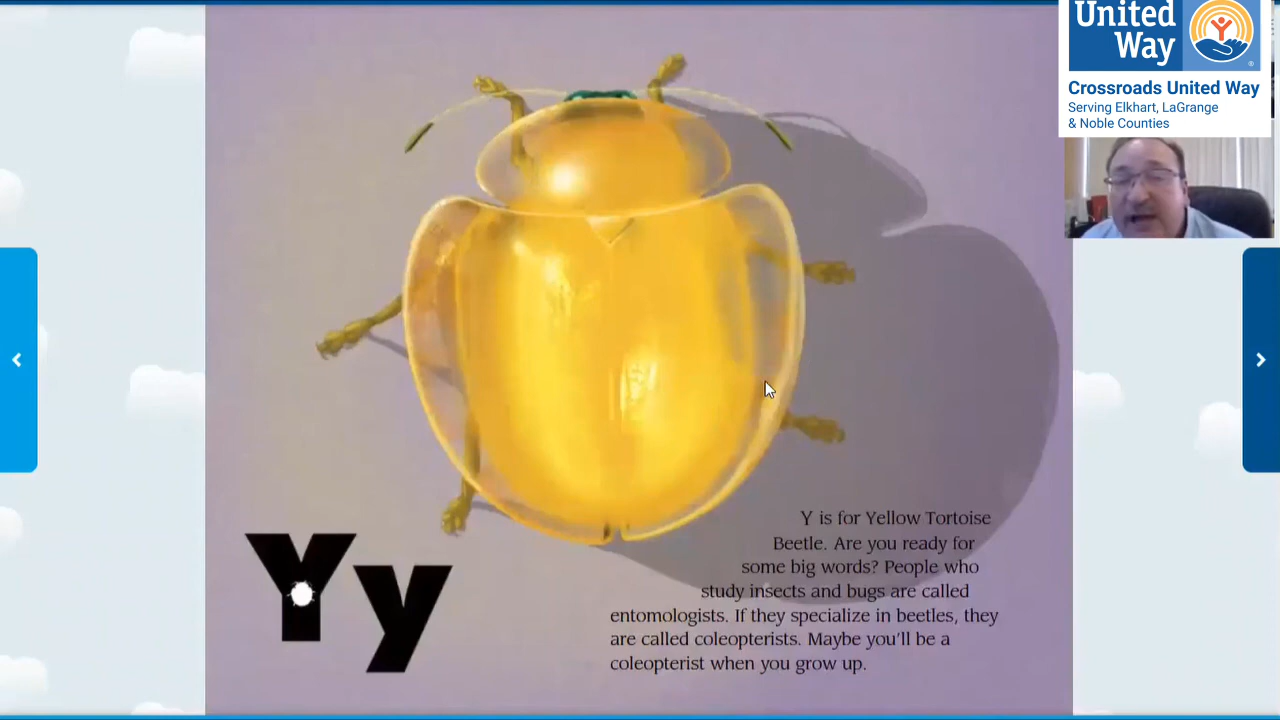 United
Way
Crossroads United Way
Serving Elkhart, LaGrange
& Noble Counties
Y is for Yellow Tortoise
Beetle. Are you ready for
some big words? People who
study insects and bugs are called
entomologists. If they specialize in beetles, they
are called coleopterists. Maybe you'll be a
coleopterist when you grow up.
Yy